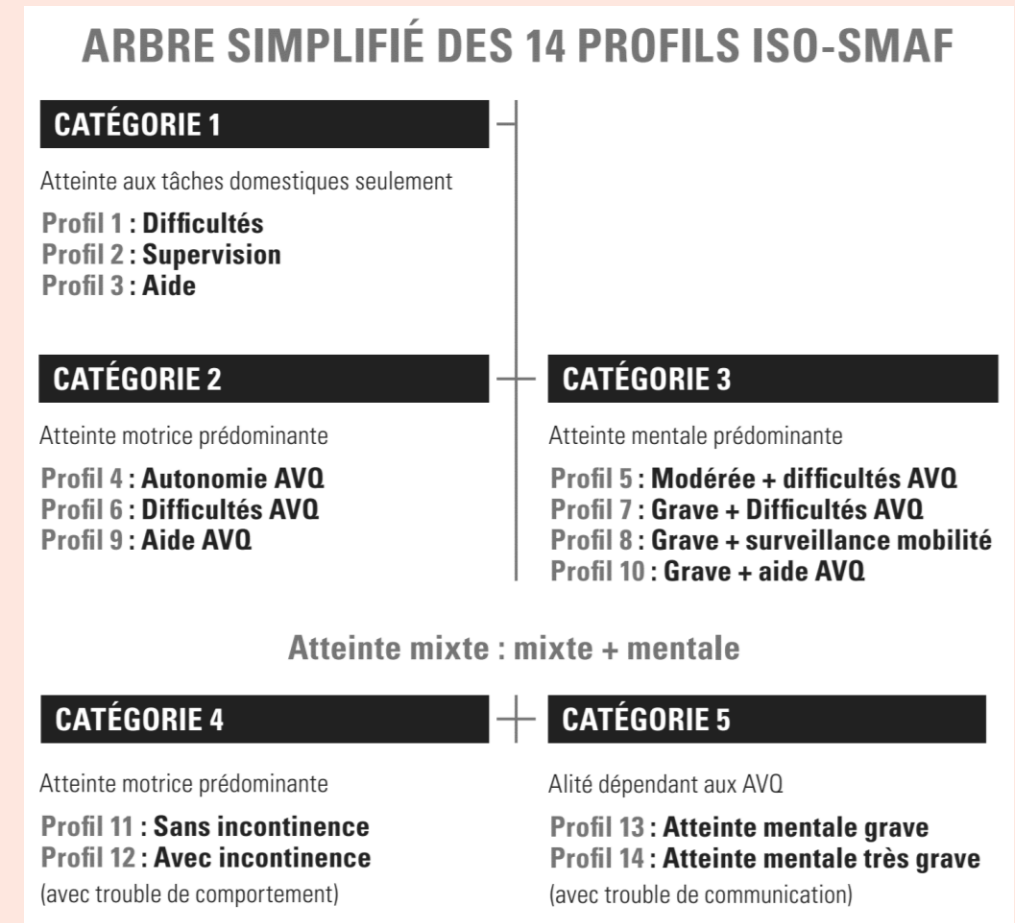 ARBRE SIMPLIFIÉ DES 14 PROFILS ISO-SMAF
CATÉGORIE 1
Atteinte aux tâches domestiques seulement
Profil 1 : Difficultés
Profil 2 : Supervision
Profil 3 : Aide
CATÉGORIE 2
Atteinte motrice prédominante
Profil 4 : Autonomie AVQ
Profil 6 : Difficultés AVQ
Profil 9 : Aide AVQ
CATÉGORIE 3
Atteinte mentale prédominante
Profil 5 : Modérée + difficultés AVQ
Profil 7 : Grave + Difficultés AVQ
Profil 8 : Grave + surveillance mobilité
Profil 10 : Grave + aide AVQ
Atteinte mixte : mixte + mentale
CATÉGORIE 4
Atteinte motrice prédominante
Profil 11 : Sans incontinence
Profil 12 : Avec incontinence
(avec trouble de comportement)
CATÉGORIE 5
Alité dépendant aux AVQ
Profil 13 : Atteinte mentale grave
Profil 14 : Atteinte mentale très grave
(avec trouble de communication)